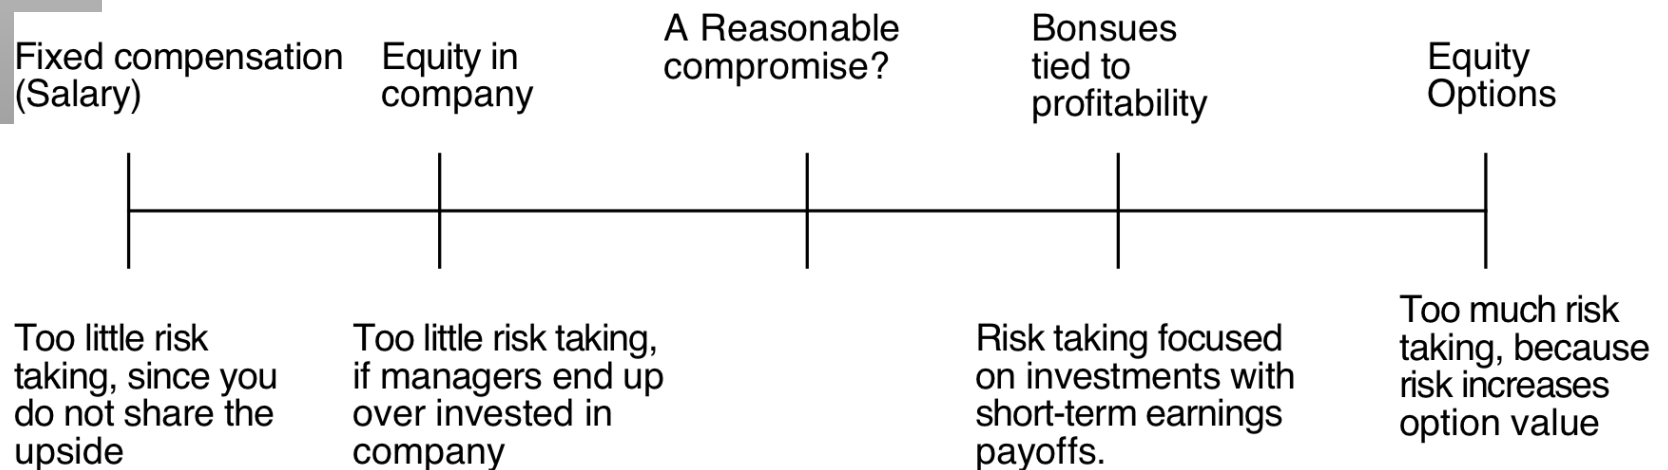 Fixed compensation
(Salary)
Equity in
company
A Reasonable
compromise?
Bonsues
tied to
profitability
Equity
Options
Too little risk
taking, since you
do not share the
upside
Too little risk taking,
if managers end up
over invested in
company
Risk taking focused
on investments with
short-term earnings
payoffs.
Too much risk
taking, because
risk increases
option value